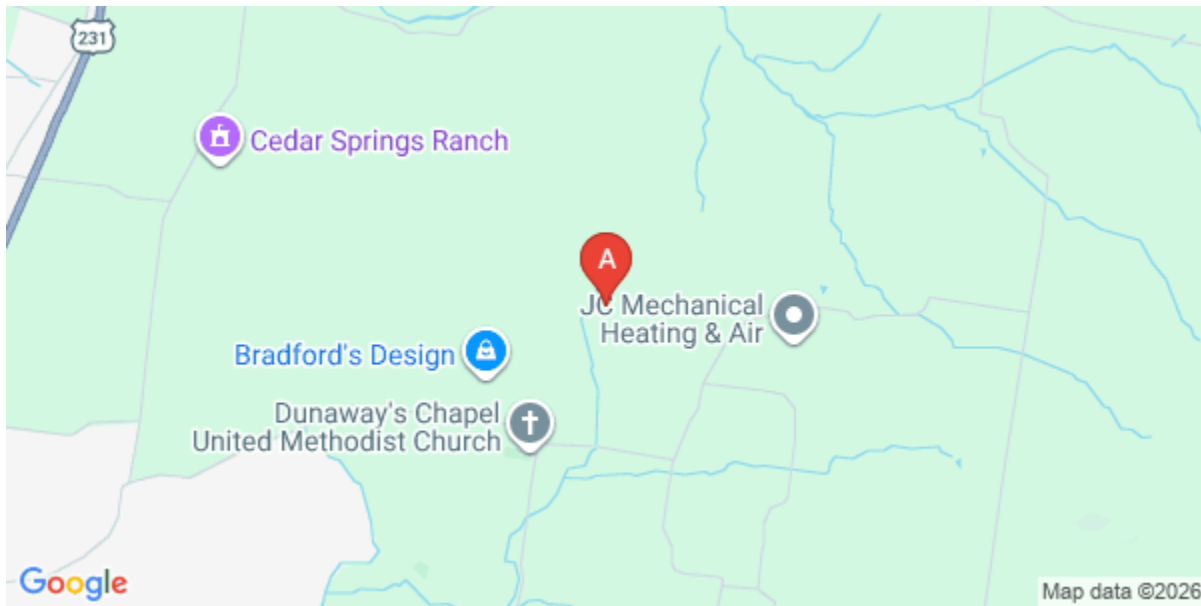 231
Cedar Springs Ranch
A
JC Mechanical
Heating & Air
Bradford's Design
Dunaway's Chapel
United Methodist Church
Google
Map data ©2026